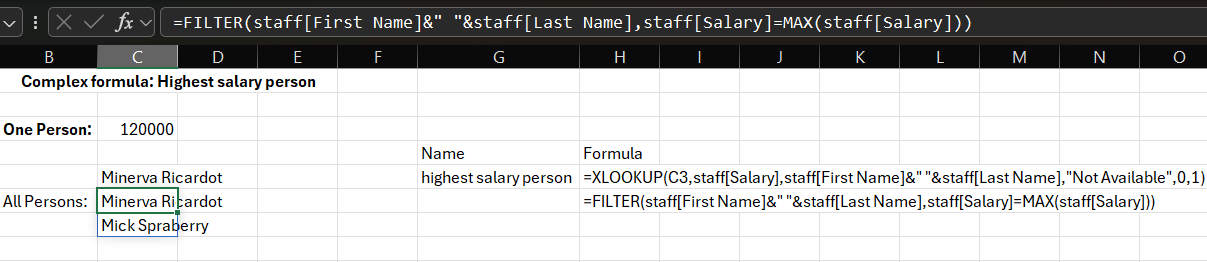 fx =FILTER(staff[First Name]&" "&staff[Last Name],staff[Salary]=MAX(staff[Salary]))
B C D E F G H I J K L M N O
Complex formula: Highest salary person
One Person: 120000
Name Formula
Minerva Ricardot highest salary person =XLOOKUP(C3,staff[Salary],staff[First Name]&" "&staff[Last Name],"Not Available",0,1)
All Persons: Minerva Ricardot =FILTER(staff[First Name]&" "&staff[Last Name],staff[Salary]=MAX(staff[Salary]))
Mick Spraberry